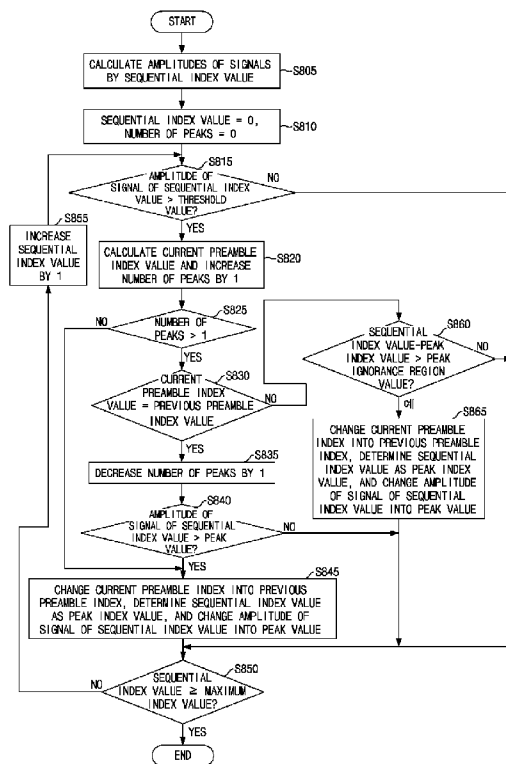 START
CALCULATE AMPLITUDES OF SIGNALS
BY SEQUENTIAL INDEX VALUE
S805
SEQUENTIAL INDEX VALUE = 0,
NUMBER OF PEAKS = 0
S810
S815
AMPLITUDE OF
SIGNAL OF SEQUENTIAL INDEX
VALUE > THRESHOLD
VALUE?
NO
YES
S855
INCREASE
SEQUENTIAL
INDEX VALUE
BY 1
CALCULATE CURRENT PREAMBLE
INDEX VALUE AND INCREASE
NUMBER OF PEAKS BY 1
S820
S825
NUMBER OF
PEAKS > 1
NO
YES
S830
CURRENT
PREAMBLE INDEX
VALUE = PREVIOUS PREAMBLE
INDEX VALUE
NO
YES
S860
SEQUENTIAL
INDEX VALUE-PEAK
INDEX VALUE > PEAK
IGNORANCE REGION
VALUE?
NO
S865
CHANGE CURRENT PREAMBLE
INDEX INTO PREVIOUS PREAMBLE
INDEX, DETERMINE SEQUENTIAL
INDEX VALUE AS PEAK INDEX
VALUE, AND CHANGE AMPLITUDE
OF SIGNAL OF SEQUENTIAL
INDEX VALUE INTO PEAK VALUE
S835
DECREASE NUMBER OF PEAKS BY 1
S840
AMPLITUDE OF
SIGNAL OF SEQUENTIAL
INDEX VALUE > PEAK
VALUE?
NO
YES
S845
CHANGE CURRENT PREAMBLE INDEX INTO PREVIOUS
PREAMBLE INDEX, DETERMINE SEQUENTIAL INDEX VALUE
AS PEAK INDEX VALUE, AND CHANGE AMPLITUDE OF
SIGNAL OF SEQUENTIAL INDEX VALUE INTO PEAK VALUE
S850
SEQUENTIAL
INDEX VALUE ≥ MAXIMUM
INDEX VALUE?
NO
YES
END